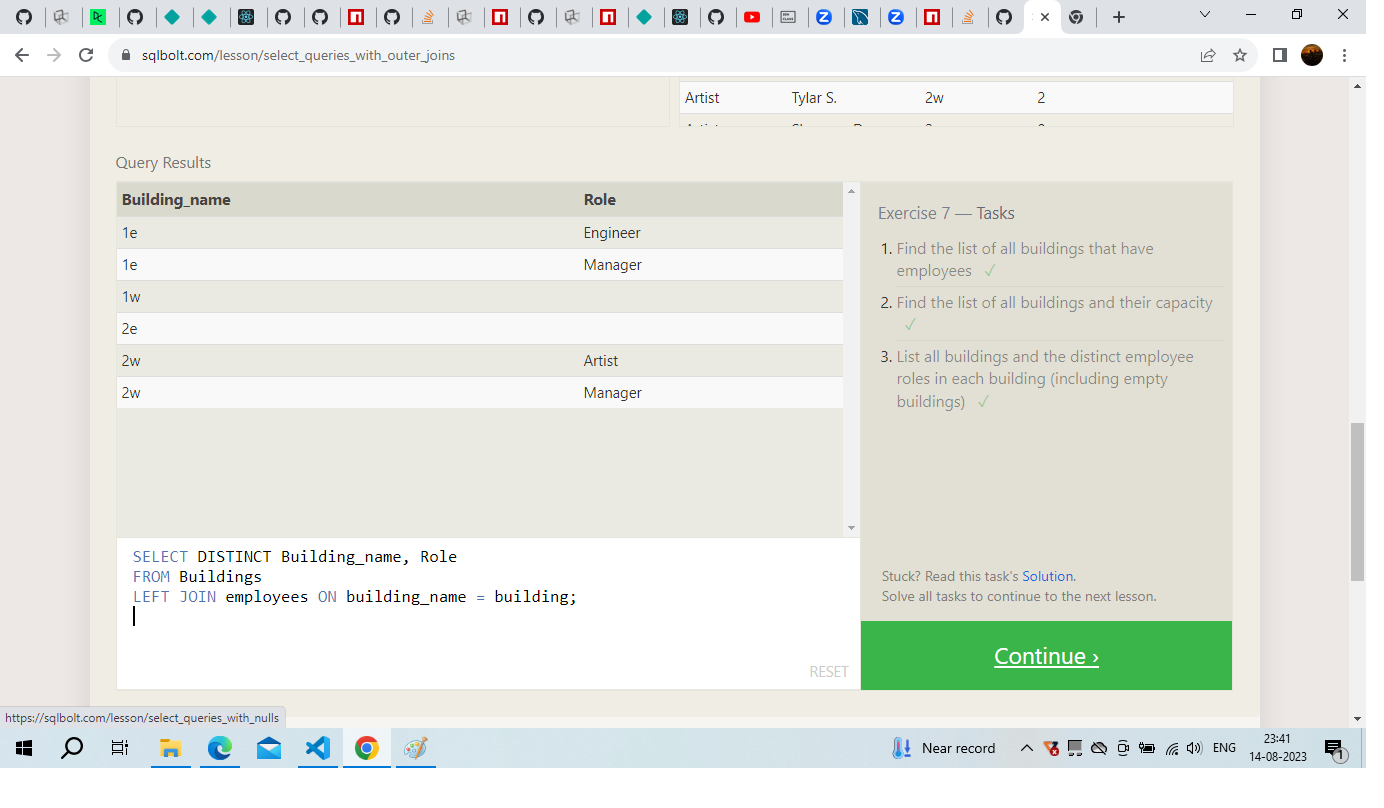 sqlbolt.com/lesson/select_queries_with_outer_joins
Artist Tylar S. 2w 2
Query Results
Building_name Role
1e Engineer
1e Manager
1w
2e
2w Artist
2w Manager
Exercise 7 — Tasks
1. Find the list of all buildings that have
employees ✓
2. Find the list of all buildings and their capacity
✓
3. List all buildings and the distinct employee
roles in each building (including empty
buildings) ✓
SELECT DISTINCT Building_name, Role
FROM Buildings
LEFT JOIN employees ON building_name = building;
RESET
Stuck? Read this task's Solution.
Solve all tasks to continue to the next lesson.
Continue ›
https://sqlbolt.com/lesson/select_queries_with_nulls
Near record
ENG
23:41
14-08-2023
1